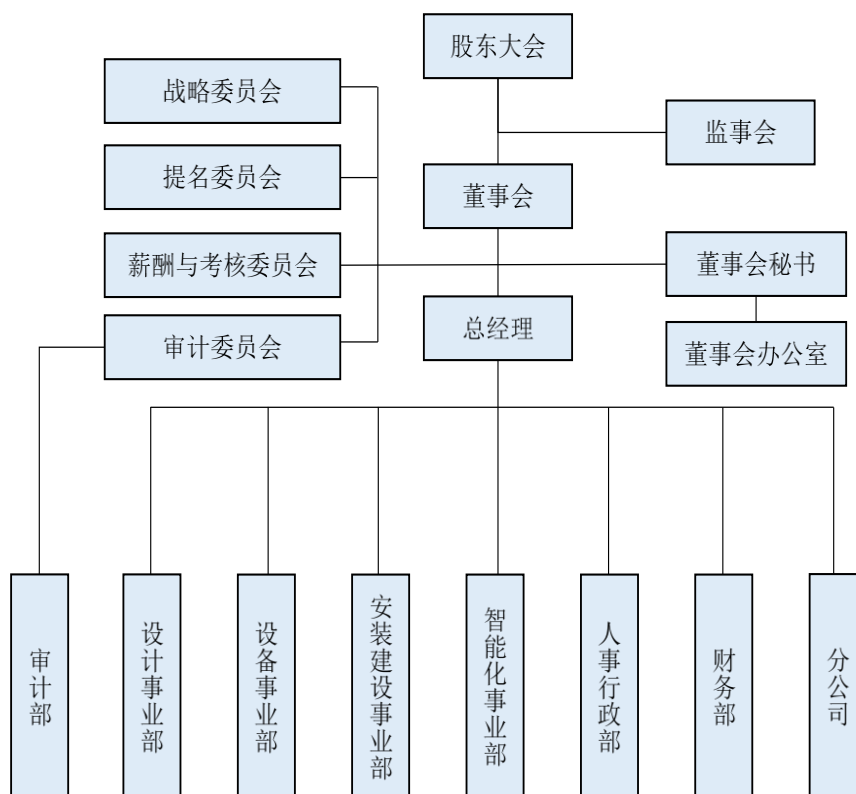 股东大会
战略委员会
监事会
提名委员会
董事会
薪酬与考核委员会
董事会秘书
总经理
审计委员会
董事会办公室
审计部
设计事业部
设备事业部
安装建设事业部
智能化事业部
人事行政部
财务部
分公司